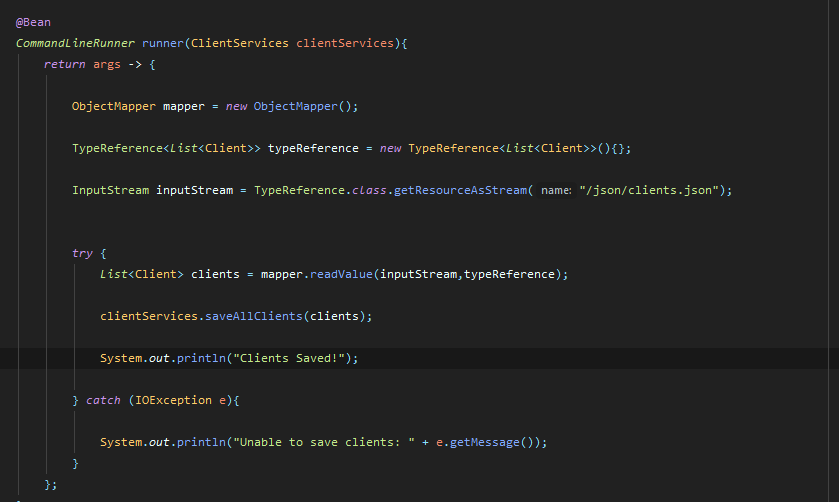 @Bean
CommandLineRunner runner(ClientServices clientServices){
return args -> {
ObjectMapper mapper = new ObjectMapper();
TypeReference<List<Client>> typeReference = new TypeReference<List<Client>>(){};
InputStream inputStream = TypeReference.class.getResourceAsStream( name: "/json/clients.json");
try {
List<Client> clients = mapper.readValue(inputStream,typeReference);
clientServices.saveAllClients(clients);
System.out.println("Clients Saved!");
} catch (IOException e){
System.out.println("Unable to save clients: " + e.getMessage());
}
};